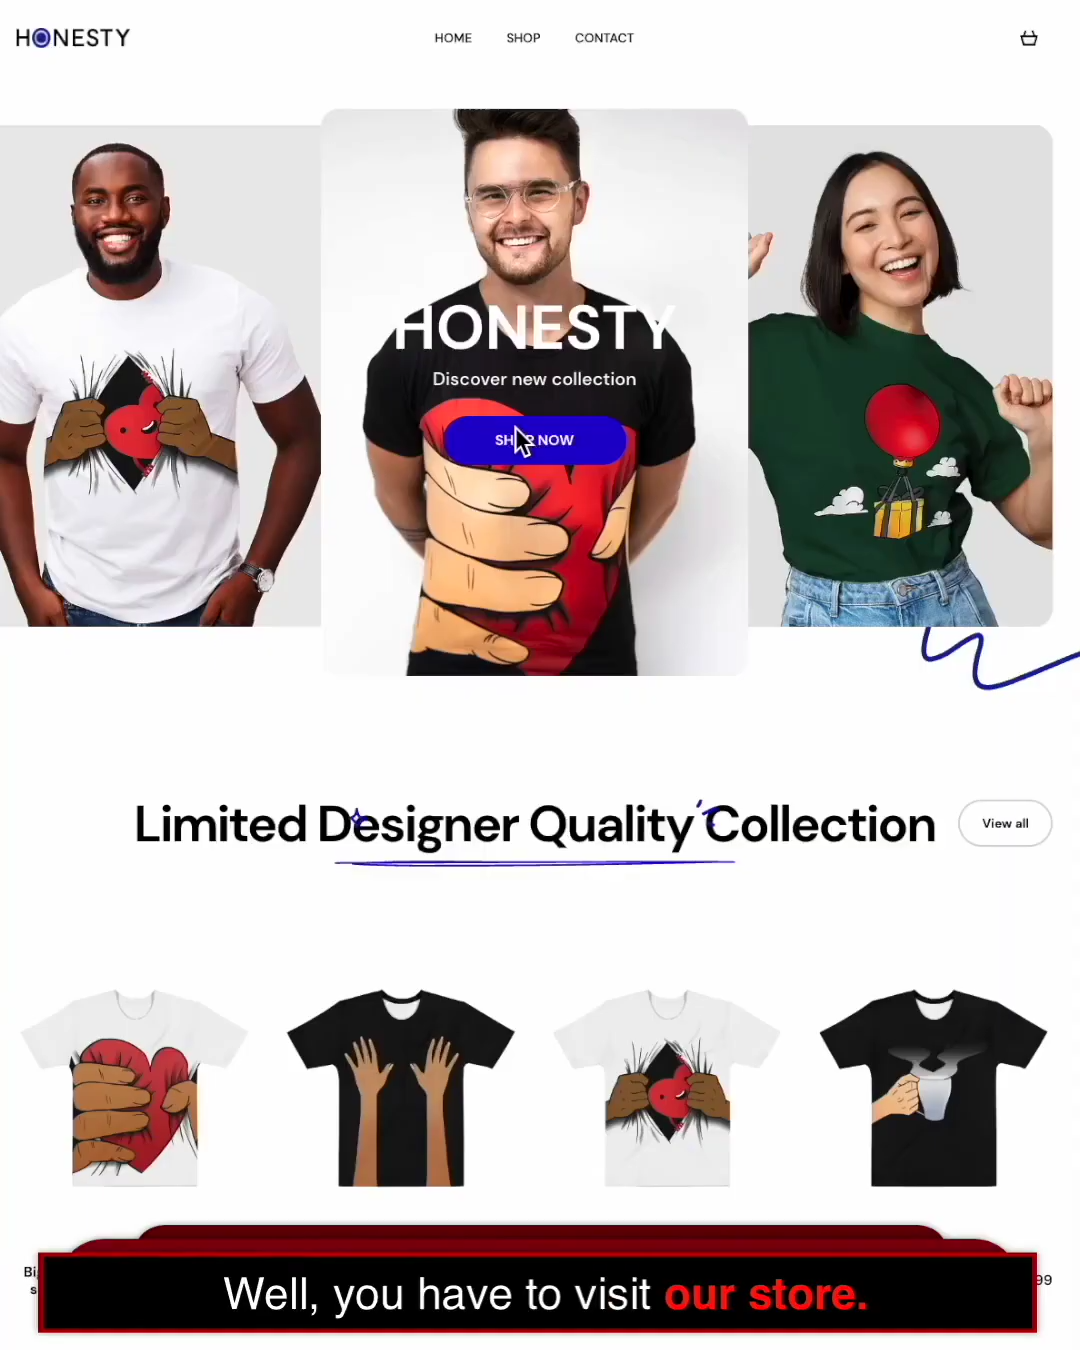 HONESTY
HOME SHOP CONTACT
HONESTY
Discover new collection
SHOP NOW
Limited Designer Quality Collection
View all
Well, you have to visit our store.